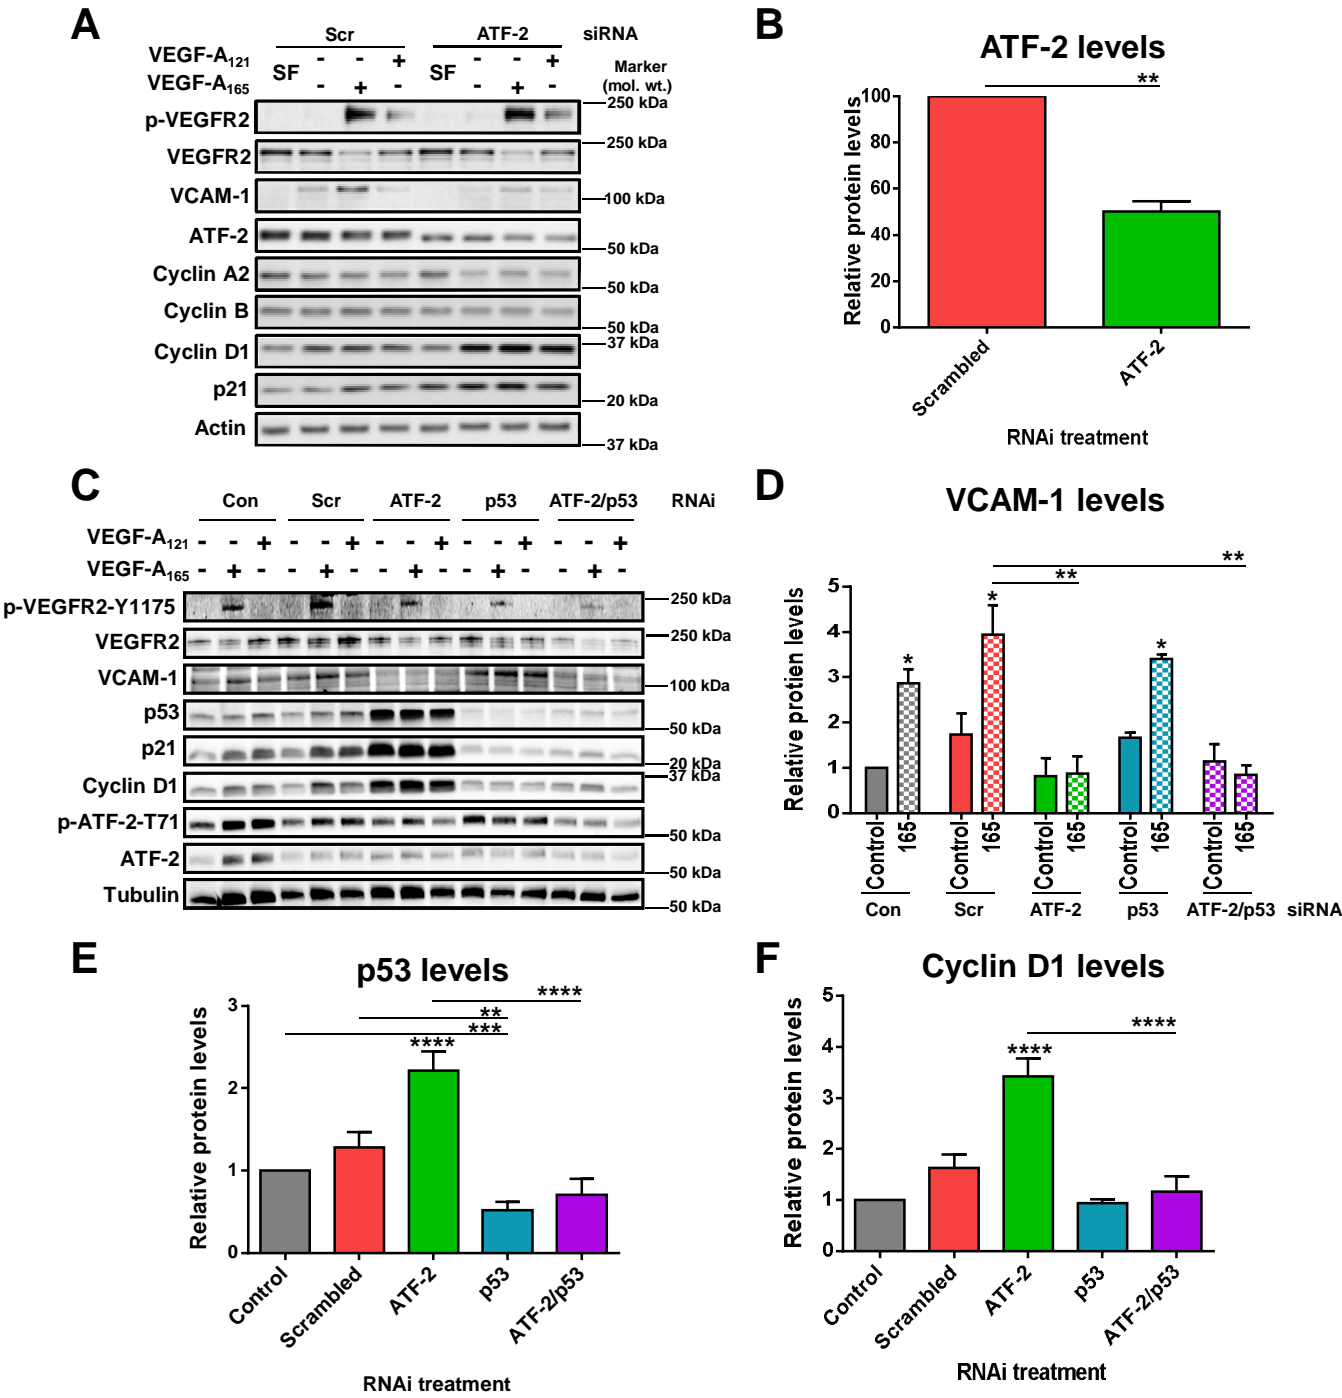 A
Scr ATF-2 siRNA
VEGF-A121 SF - - + SF - - +
VEGF-A165 - + - - + -
Marker
(mol. wt.)
p-VEGFR2 250 kDa
VEGFR2 250 kDa
VCAM-1 100 kDa
ATF-2 50 kDa
Cyclin A2 50 kDa
Cyclin B 50 kDa
Cyclin D1 37 kDa
p21 20 kDa
Actin 37 kDa
B
ATF-2 levels
**
Relative protein levels
100
80
60
40
20
0
Scrambled ATF-2
RNAi treatment
C
Con Scr ATF-2 p53 ATF-2/p53 RNAi
VEGF-A121 - - + - - + - - + - - + - - +
VEGF-A165 - + - - + - - + - - + - - + -
p-VEGFR2-Y1175 250 kDa
VEGFR2 250 kDa
VCAM-1 100 kDa
p53 50 kDa
p21 20 kDa
Cyclin D1 37 kDa
p-ATF-2-T71 50 kDa
ATF-2 50 kDa
Tubulin 50 kDa
D
VCAM-1 levels
**
**
* * *
Relative protien levels
5
4
3
2
1
0
Control 165 Control 165 Control 165 Control 165 Control 165
Con Scr ATF-2 p53 ATF-2/p53 siRNA
E
p53 levels
****
**
***
****
Relative protein levels
3
2
1
0
Control Scrambled ATF-2 p53 ATF-2/p53
RNAi treatment
F
Cyclin D1 levels
****
****
Relative protein levels
5
4
3
2
1
0
Control Scrambled ATF-2 p53 ATF-2/p53
RNAi treatment